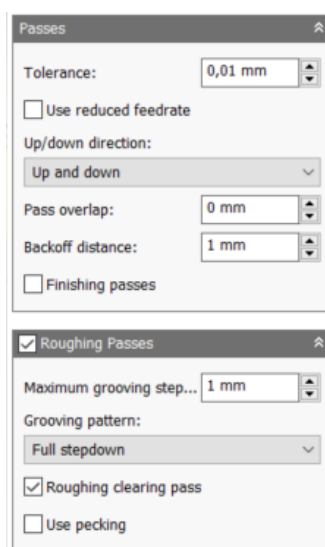 Passes
Tolerance: 0,01 mm
Use reduced feedrate
Up/down direction:
Up and down
Pass overlap: 0 mm
Backoff distance: 1 mm
Finishing passes
Roughing Passes
Maximum grooving step... 1 mm
Grooving pattern:
Full stepdown
Roughing clearing pass
Use pecking